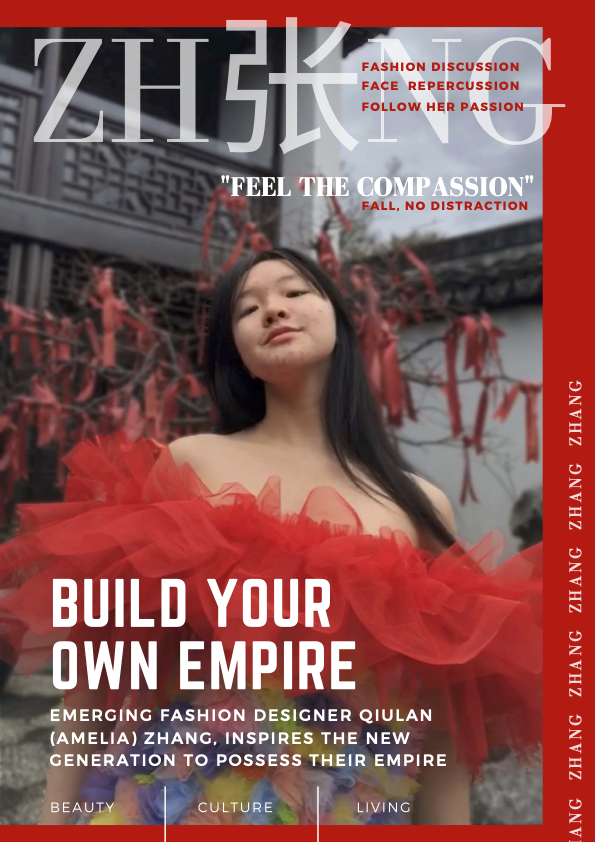 ZH张NG
FASHION DISCUSSION
FACE REPERCUSSION
FOLLOW HER PASSION
"FEEL THE COMPASSION"
FALL, NO DISTRACTION
BUILD YOUR
OWN EMPIRE
EMERGING FASHION DESIGNER QIULAN
(AMELIA) ZHANG, INSPIRES THE NEW
GENERATION TO POSSESS THEIR EMPIRE
BEAUTY CULTURE LIVING
ZHANG ZHANG ZHANG ZHANG ZHANG